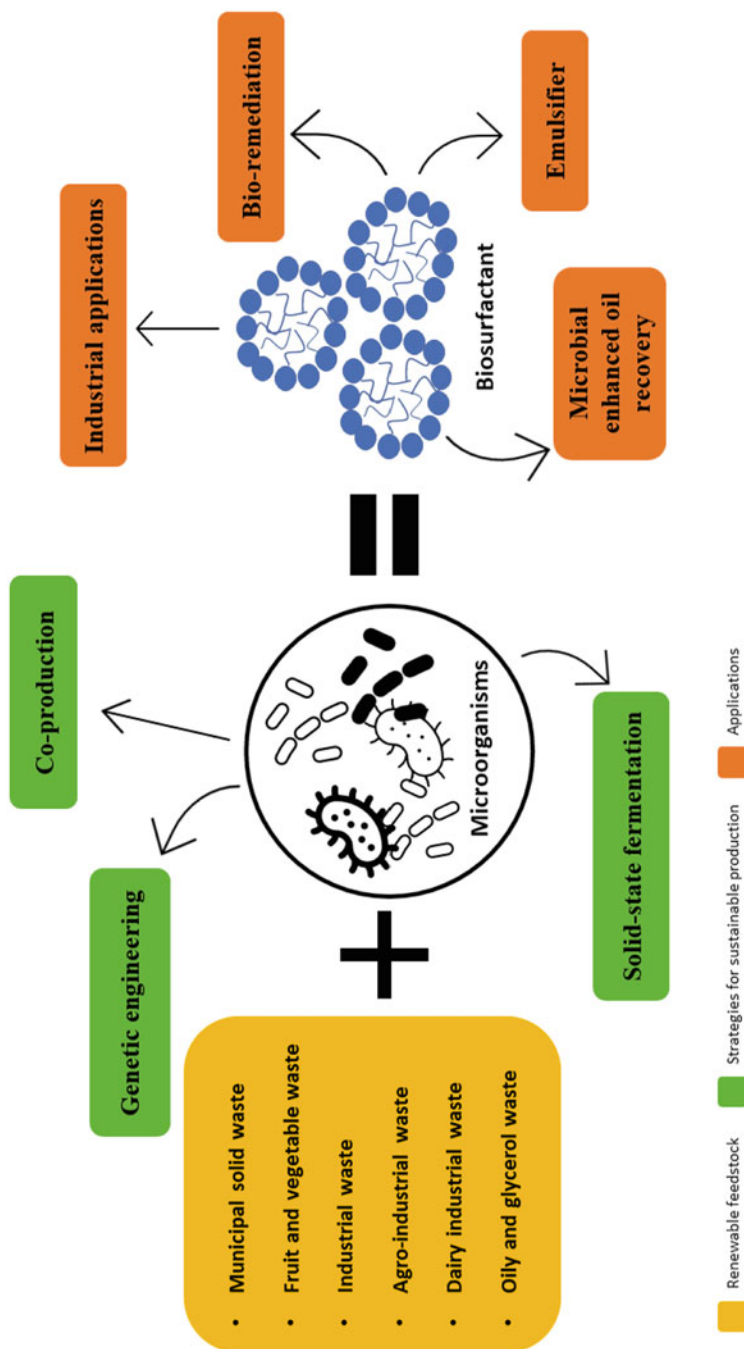 Genetic engineering
Co-production
Industrial applications
Bio-remediation
• Municipal solid waste
• Fruit and vegetable waste
• Industrial waste
• Agro-industrial waste
• Dairy industrial waste
• Oily and glycerol waste
Microorganisms
Biosurfactant
Solid-state fermentation
Microbial
enhanced oil
recovery
Emulsifier
Renewable feedstock
Strategies for sustainable production
Applications